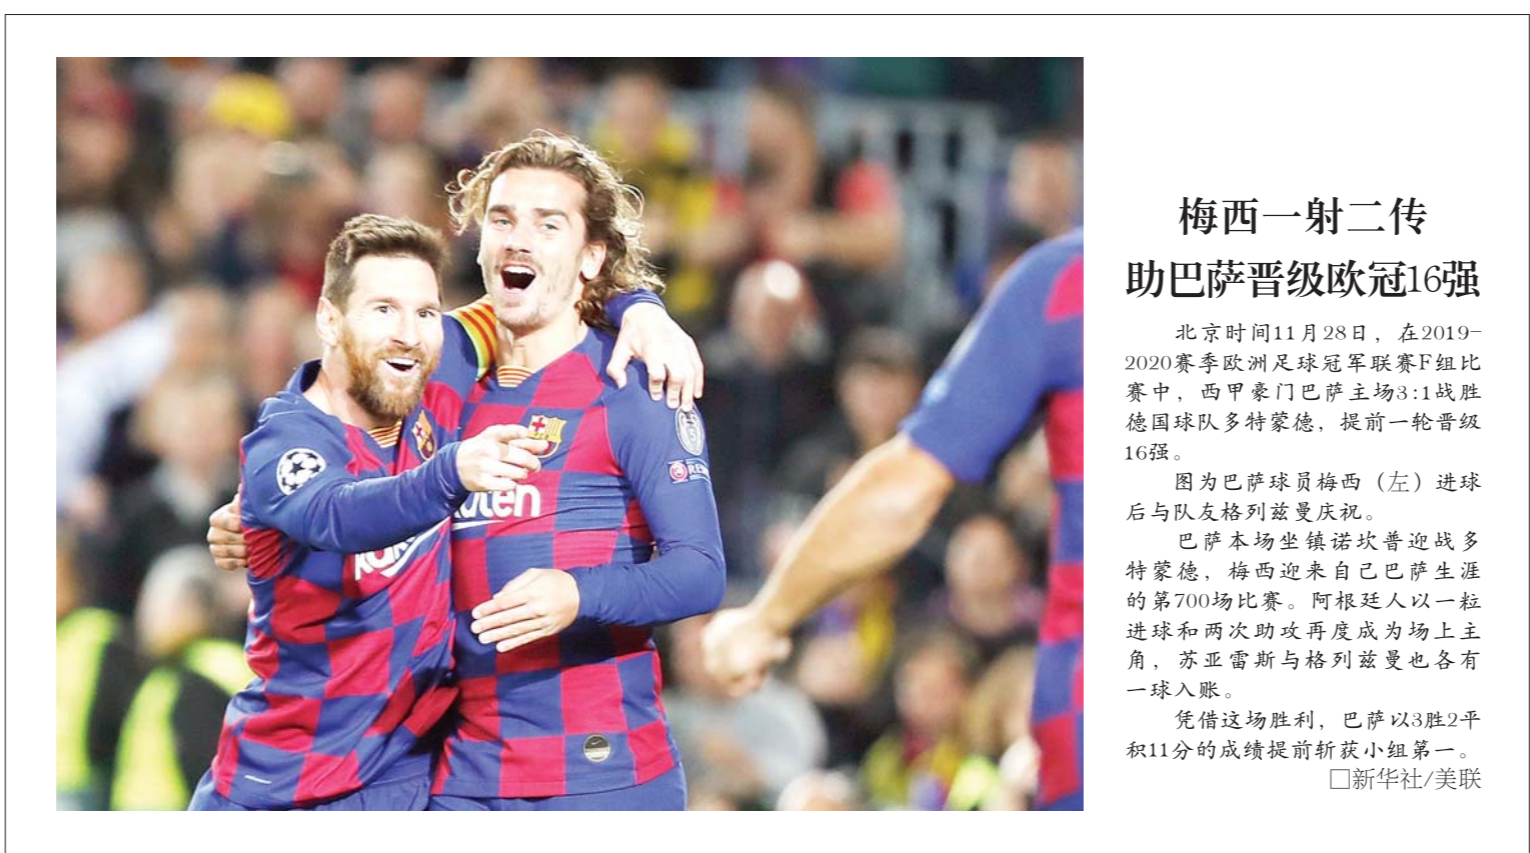 梅西一射二传
助巴萨晋级欧冠16强
北京时间11月28日，在2019-
2020赛季欧洲足球冠军联赛F组比
赛中，西甲豪门巴萨主场3:1战胜
德国球队多特蒙德，提前一轮晋级
16强。
图为巴萨球员梅西（左）进球
后与队友格列兹曼庆祝。
巴萨本场坐镇诺坎普迎战多
特蒙德，梅西迎来自己巴萨生涯
的第700场比赛。阿根廷人以一粒
进球和两次助攻再度成为场上主
角，苏亚雷斯与格列兹曼也各有
一球入账。
凭借这场胜利，巴萨以3胜2平
积11分的成绩提前斩获小组第一。
□新华社/美联